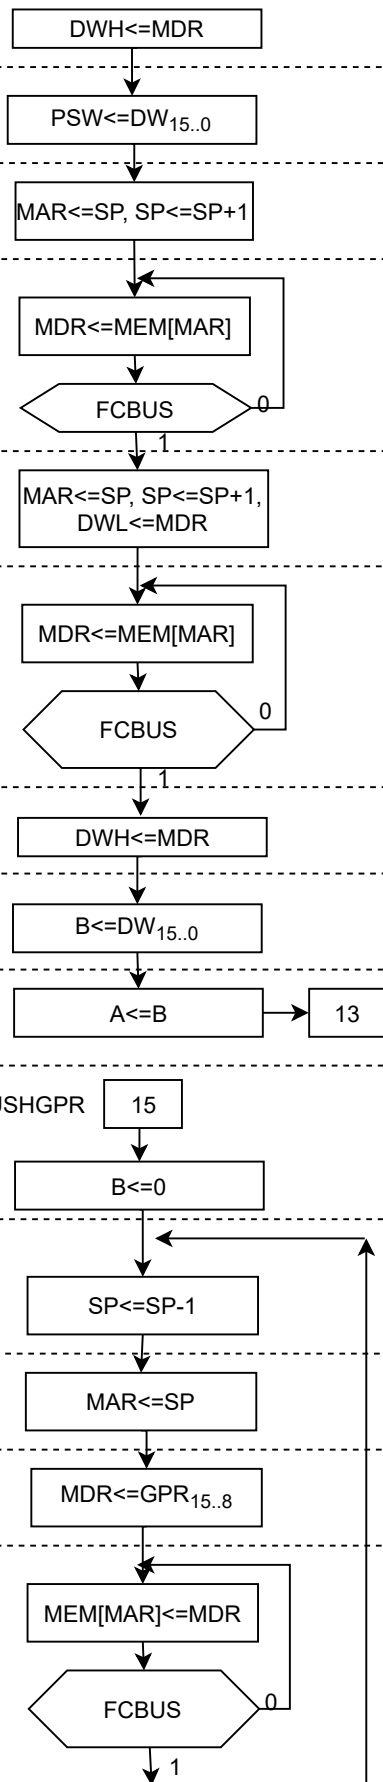 DWH<=MDR
PSW<=DW15..0
MAR<=SP, SP<=SP+1
MDR<=MEM[MAR]
FCBUS
0
1
MAR<=SP, SP<=SP+1,
DWL<=MDR
MDR<=MEM[MAR]
0
FCBUS
1
DWH<=MDR
B<=DW15..0
A<=B
13
USHGPR
15
B<=0
SP<=SP-1
MAR<=SP
MDR<=GPR15..8
MEM[MAR]<=MDR
FCBUS
0
1